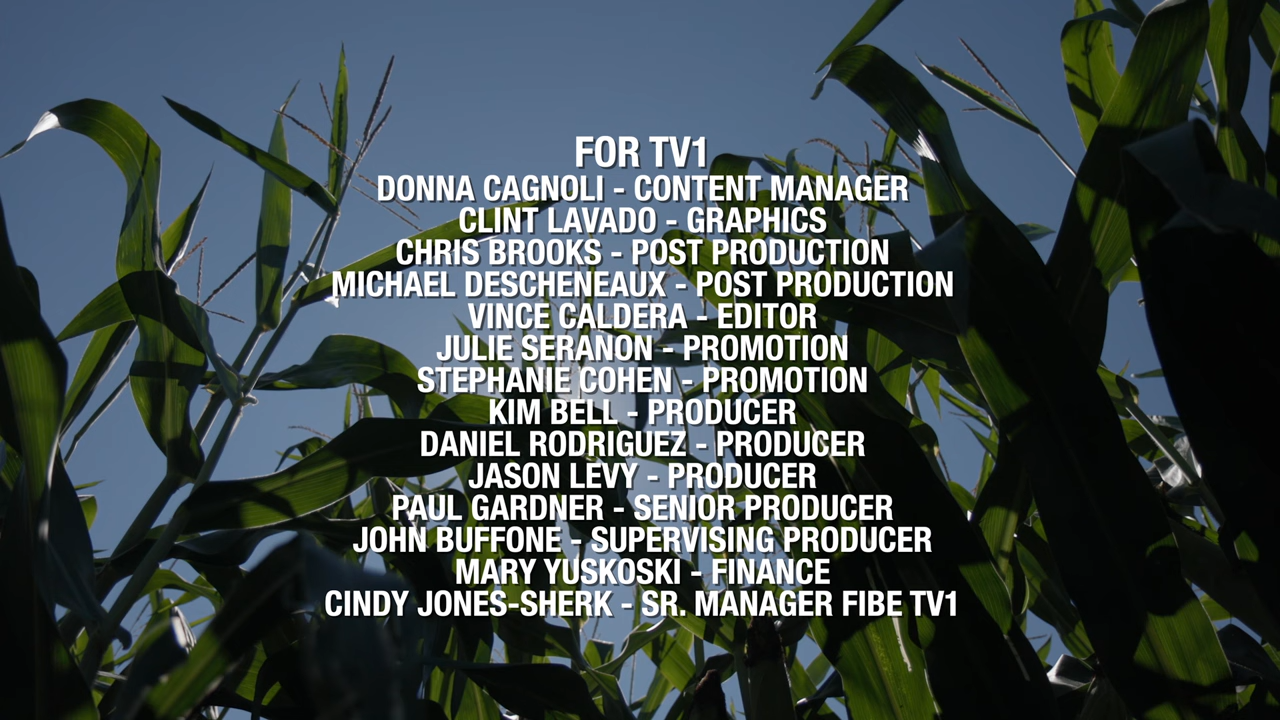 FOR TV1
DONNA CAGNOLI - CONTENT MANAGER
CLINT LAVADO - GRAPHICS
CHRIS BROOKS - POST PRODUCTION
MICHAEL DESCHENEAUX - POST PRODUCTION
VINCE CALDERA - EDITOR
JULIE SERANON - PROMOTION
STEPHANIE COHEN - PROMOTION
KIM BELL - PRODUCER
DANIEL RODRIGUEZ - PRODUCER
JASON LEVY - PRODUCER
PAUL GARDNER - SENIOR PRODUCER
JOHN BUFFONE - SUPERVISING PRODUCER
MARY YUSKOSKI - FINANCE
CINDY JONES-SHERK - SR. MANAGER FIBE TV1